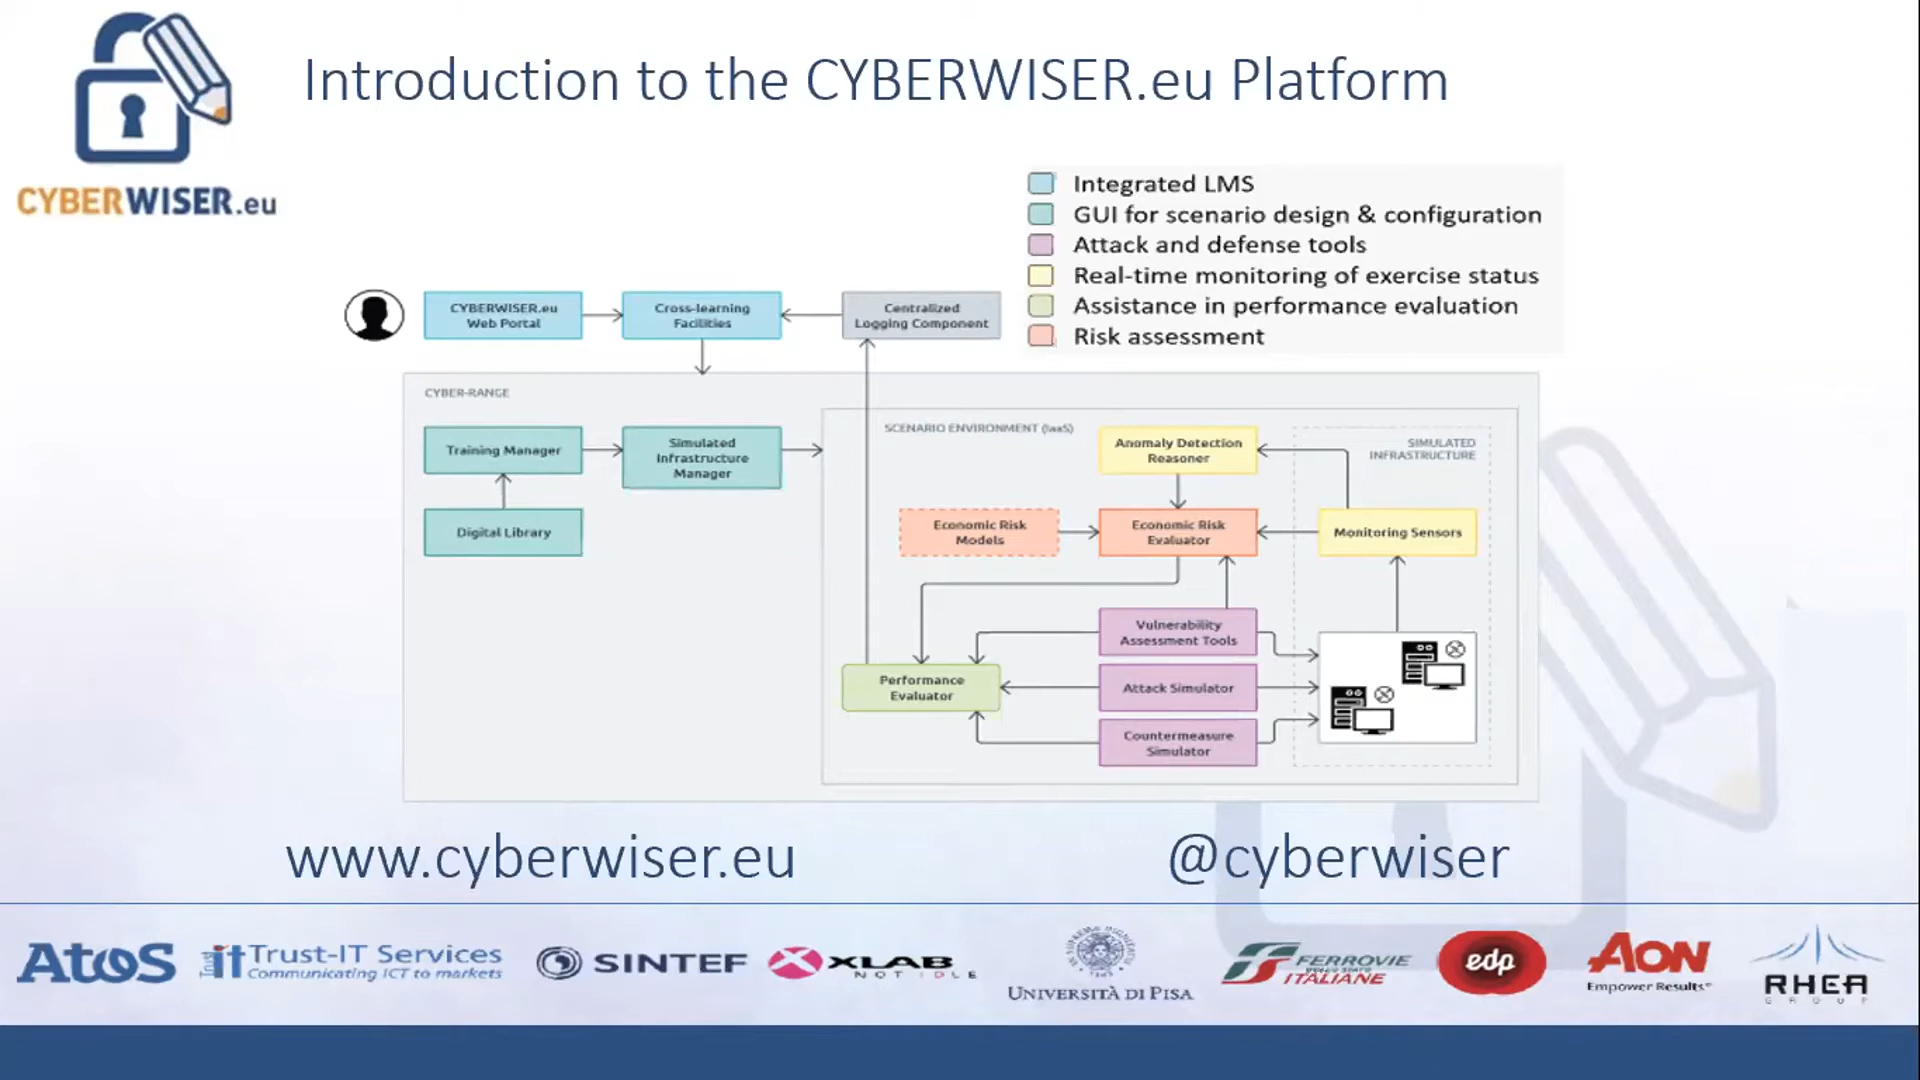 Introduction to the CYBERWISER.eu Platform
CYBERWISER.eu
Integrated LMS
GUI for scenario design & configuration
Attack and defense tools
Real-time monitoring of exercise status
Assistance in performance evaluation
Risk assessment
CYBERWISER.eu
Web Portal
Cross-learning
Facilities
Centralized
Logging Component
CYBER-RANGE
Training Manager
Simulated
Infrastructure
Manager
Digital Library
SCENARIO ENVIRONMENT (IaaS)
Anomaly Detection
Reasoner
SIMULATED
INFRASTRUCTURE
Economic Risk
Models
Economic Risk
Evaluator
Monitoring Sensors
Vulnerability
Assessment Tools
Performance
Evaluator
Attack Simulator
Countermeasure
Simulator
www.cyberwiser.eu
@cyberwiser
Atos
Trust-IT Services
Communicating ICT to markets
SINTEF
XLAB
NOT IDLE
UNIVERSITÀ DI PISA
FERROVIE
DELLO STATO
ITALIANE
edp
AON
Empower Results®
RHEA
GROUP